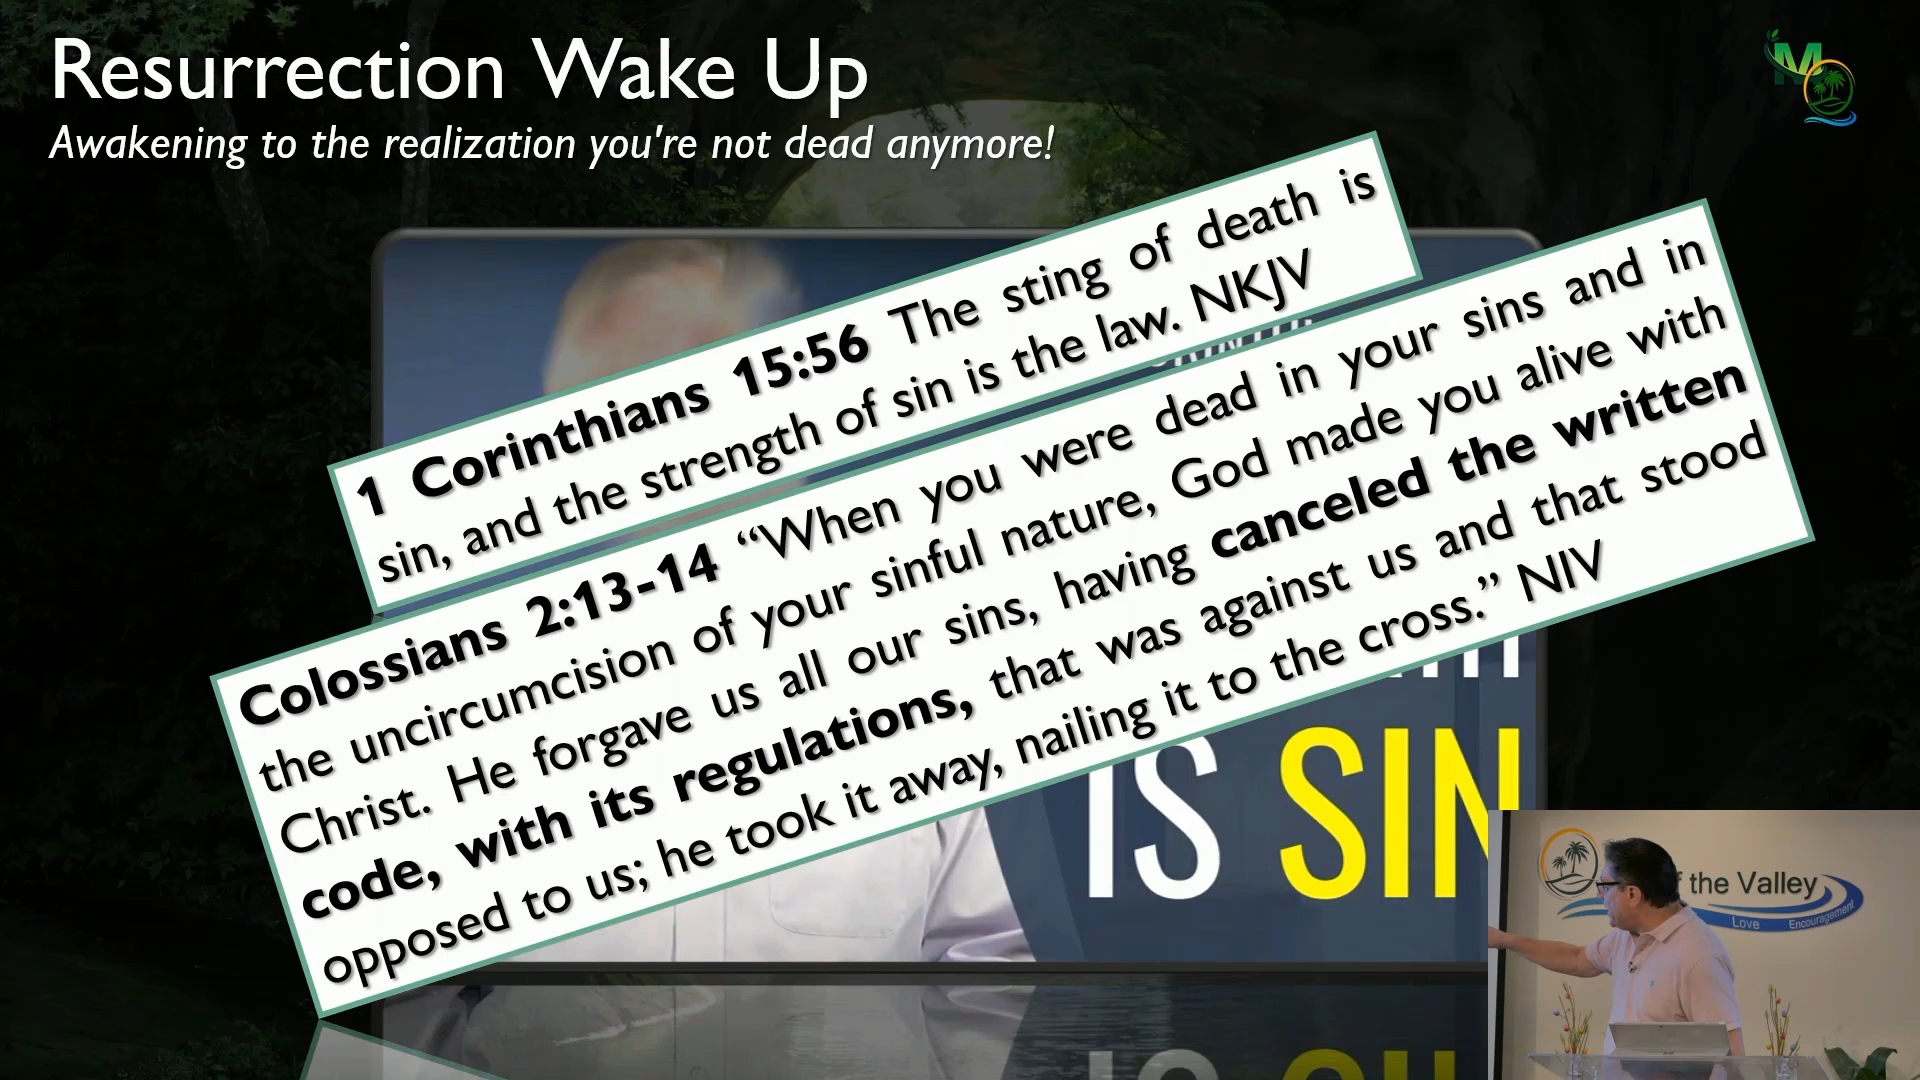 Resurrection Wake Up
Awakening to the realization you're not dead anymore!
1 Corinthians 15:56 The sting of death is
sin, and the strength of sin is the law. NKJV
Colossians 2:13-14 “When you were dead in your sins and in
the uncircumcision of your sinful nature, God made you alive with
Christ. He forgave us all our sins, having canceled the written
code, with its regulations, that was against us and that stood
opposed to us; he took it away, nailing it to the cross.” NIV
IS SIN
M
f the Valley
Love Encouragement